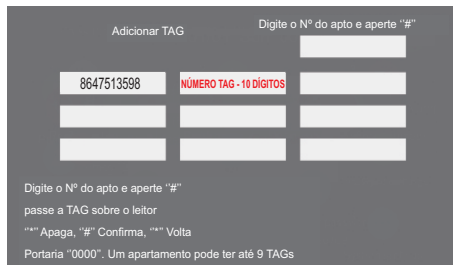 Adicionar TAG
Digite o Nº do apto e aperte ‘‘#’’
8647513598
NÚMERO TAG - 10 DÍGITOS
Digite o Nº do apto e aperte ‘‘#’’
passe a TAG sobre o leitor
‘‘*’’ Apaga, ‘‘#’’ Confirma, ‘‘*’’ Volta
Portaria ‘‘0000’’. Um apartamento pode ter até 9 TAGs